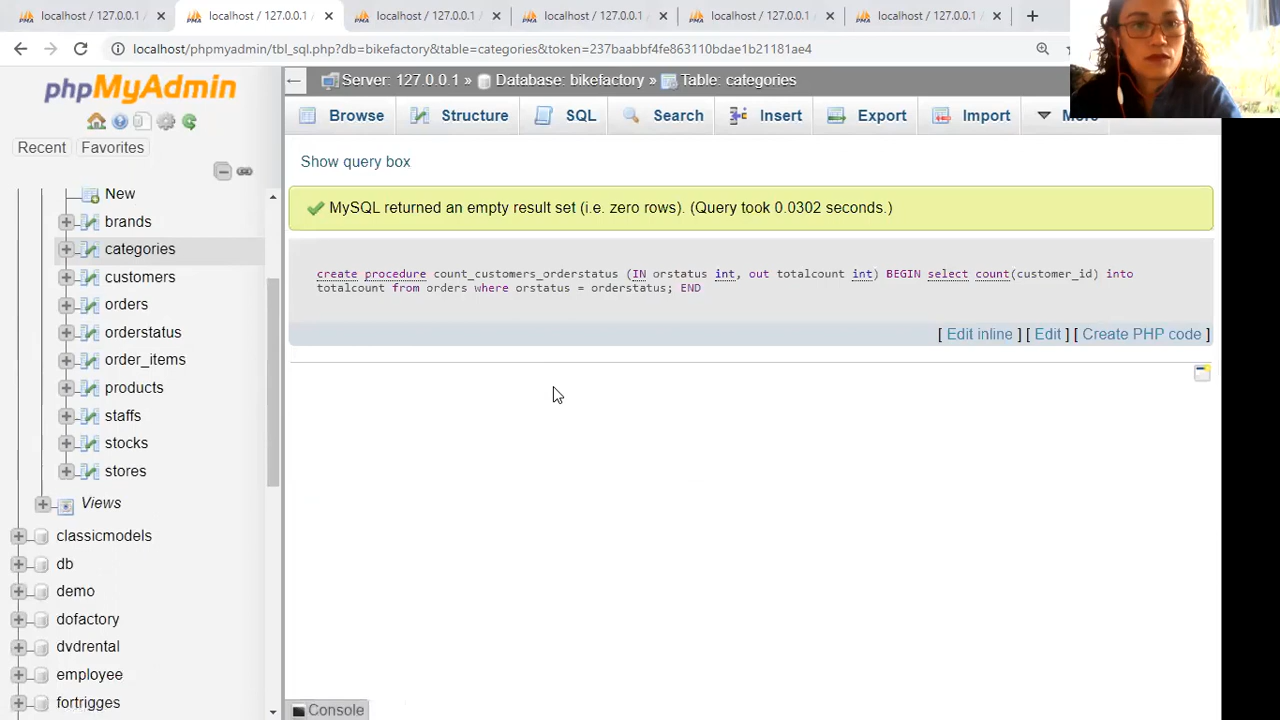 localhost / 127.0.0.1
localhost / 127.0.0.1
localhost / 127.0.0.1
localhost / 127.0.0.1
localhost / 127.0.0.1
localhost / 127.0.0.1
localhost/phpmyadmin/tbl_sql.php?db=bikefactory&table=categories&token=237baabbf4fe863110bdae1b21181ae4
phpMyAdmin
Recent Favorites
New
brands
categories
customers
orders
orderstatus
order_items
products
staffs
stocks
stores
Views
classicmodels
db
demo
dofactory
dvdrental
employee
fortrigges
Server: 127.0.0.1 » Database: bikefactory » Table: categories
Browse Structure SQL Search Insert Export Import
Show query box
MySQL returned an empty result set (i.e. zero rows). (Query took 0.0302 seconds.)
create procedure count_customers_orderstatus (IN orstatus int, out totalcount int) BEGIN select count(customer_id) into
totalcount from orders where orstatus = orderstatus; END
[ Edit inline ] [ Edit ] [ Create PHP code ]
Console